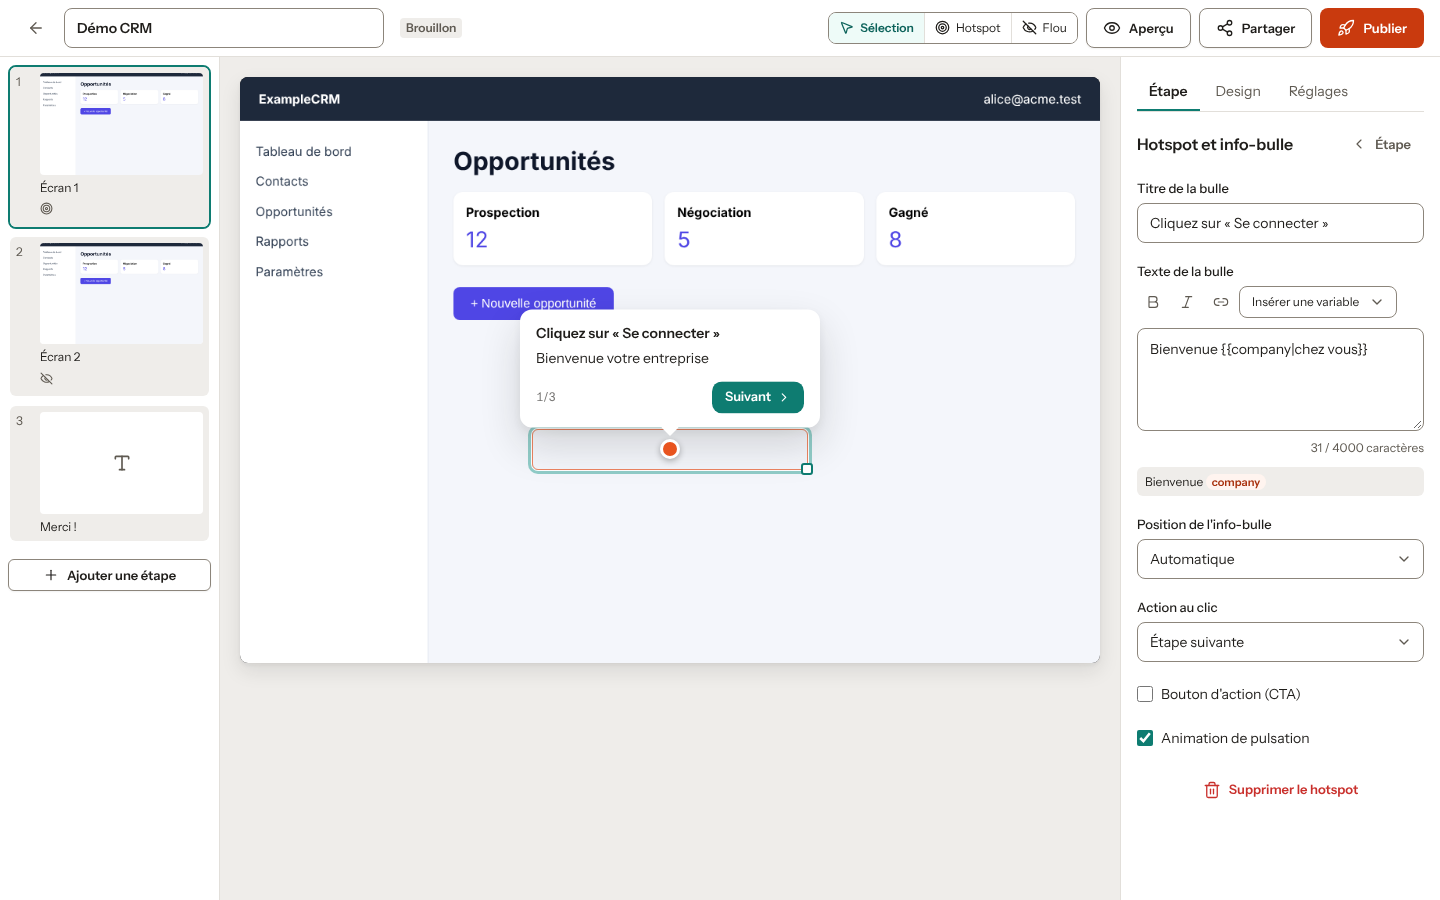 Démo CRM
Brouillon
Sélection
Hotspot
Flou
Aperçu
Partager
Publier
1
Opportunités
Écran 1
2
Opportunités
Écran 2
3
Merci !
Ajouter une étape
ExampleCRM
alice@acme.test
Tableau de bord
Contacts
Opportunités
Rapports
Paramètres
Opportunités
Prospection
12
Négociation
5
Gagné
8
+ Nouvelle opportunité
Cliquez sur « Se connecter »
Bienvenue votre entreprise
1/3
Suivant
Étape
Design
Réglages
Hotspot et info-bulle
Étape
Titre de la bulle
Cliquez sur « Se connecter »
Texte de la bulle
B
I
Insérer une variable
Bienvenue {{company|chez vous}}
31 / 4000 caractères
Bienvenue company
Position de l'info-bulle
Automatique
Action au clic
Étape suivante
Bouton d'action (CTA)
Animation de pulsation
Supprimer le hotspot